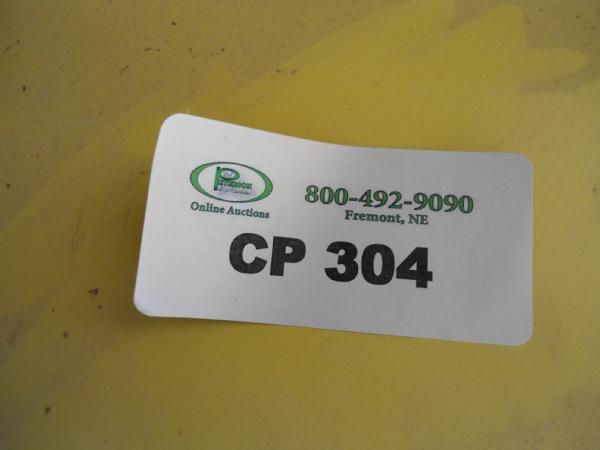 Online Auctions
800-492-9090
Fremont, NE
CP 304